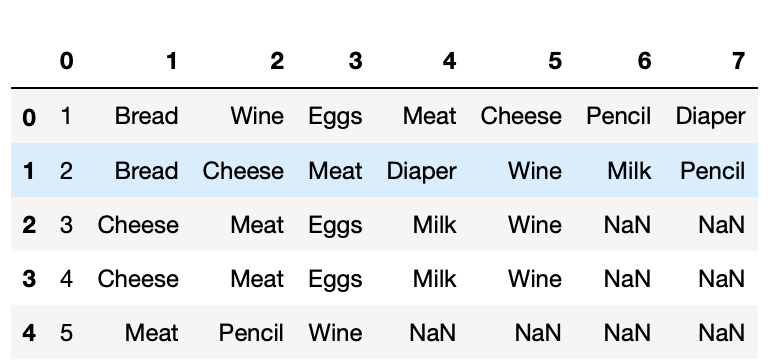 0 1 2 3 4 5 6 7
0 1 Bread Wine Eggs Meat Cheese Pencil Diaper
1 2 Bread Cheese Meat Diaper Wine Milk Pencil
2 3 Cheese Meat Eggs Milk Wine NaN NaN
3 4 Cheese Meat Eggs Milk Wine NaN NaN
4 5 Meat Pencil Wine NaN NaN NaN NaN